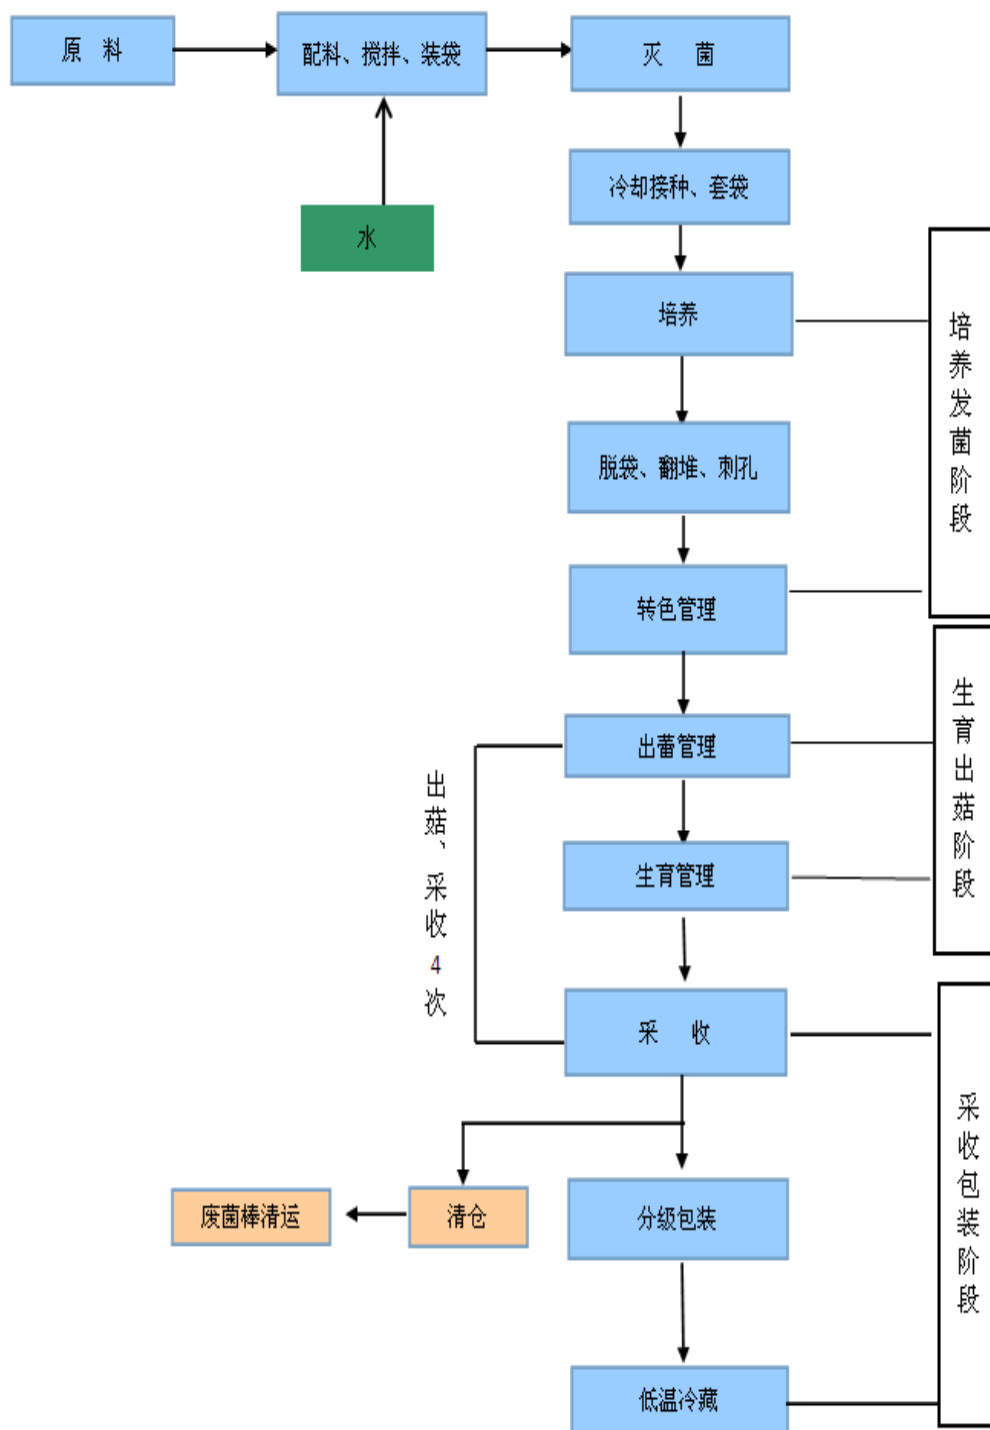 原 料
配料、搅拌、装袋
灭 菌
水
冷却接种、套袋
培养
脱袋、翻堆、刺孔
转色管理
培养发菌阶段
出蕾管理
生育管理
生育出菇阶段
出菇、采收4次
采 收
清仓
废菌棒清运
分级包装
低温冷藏
采收包装阶段